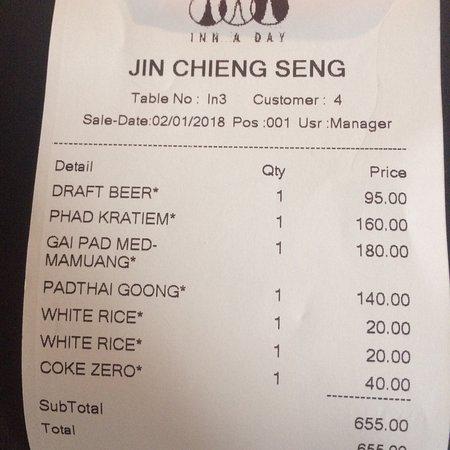 INN A DAY
JIN CHIENG SENG
Table No : In3 Customer : 4
Sale-Date:02/01/2018 Pos :001 Usr :Manager
Detail Qty Price
DRAFT BEER* 1 95.00
PHAD KRATIEM* 1 160.00
GAI PAD MED- 1 180.00
MAMUANG*
PADTHAI GOONG* 1 140.00
WHITE RICE* 1 20.00
WHITE RICE* 1 20.00
COKE ZERO* 1 40.00
SubTotal 655.00
Total 655.00